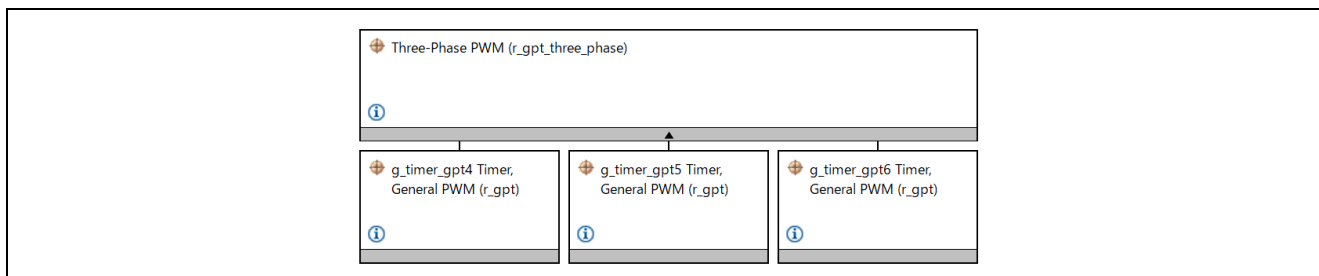 Three-Phase PWM (r_gpt_three_phase)
g_timer_gpt4 Timer,
General PWM (r_gpt)
g_timer_gpt5 Timer,
General PWM (r_gpt)
g_timer_gpt6 Timer,
General PWM (r_gpt)